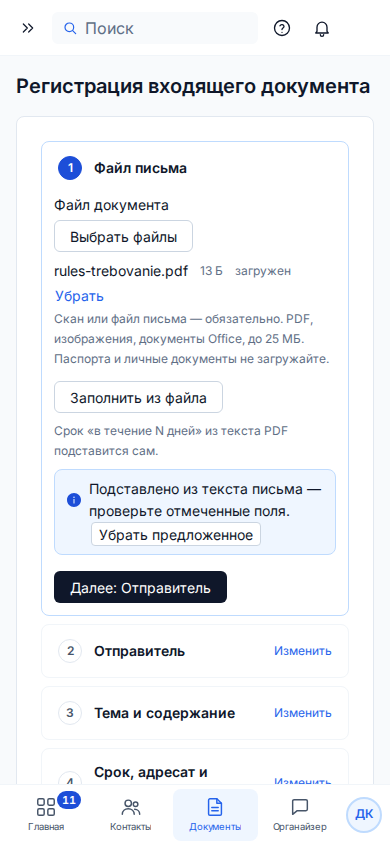 Поиск
Регистрация входящего документа
1 Файл письма
Файл документа
Выбрать файлы
rules-trebovanie.pdf 13 Б загружен
Убрать
Скан или файл письма — обязательно. PDF,
изображения, документы Office, до 25 МБ.
Паспорта и личные документы не загружайте.
Заполнить из файла
Срок «в течение N дней» из текста PDF
подставится сам.
Подставлено из текста письма —
проверьте отмеченные поля.
Убрать предложенное
Далее: Отправитель
2 Отправитель Изменить
3 Тема и содержание Изменить
4 Срок, адресат и Изменить
11
Главная Контакты Документы Органайзер ДК